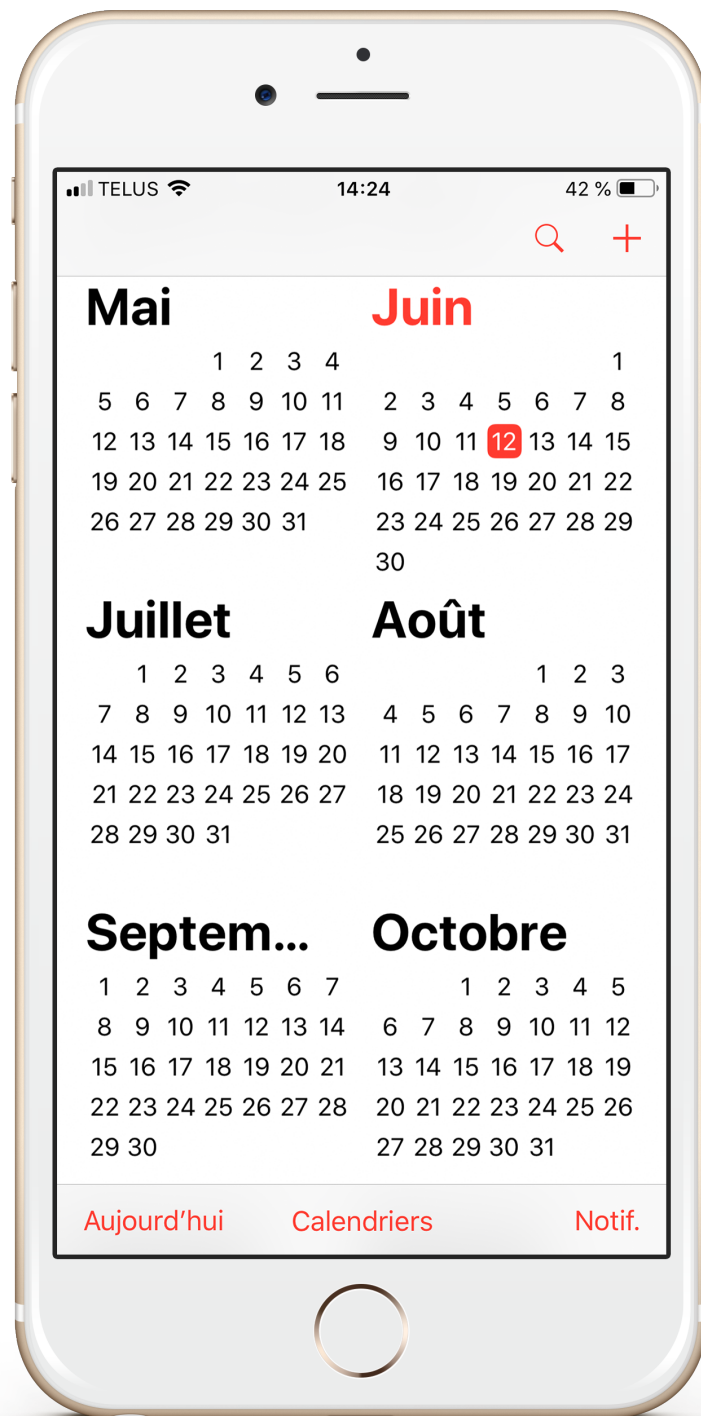 TELUS 14:24 42 %
Mai
1 2 3 4
5 6 7 8 9 10 11
12 13 14 15 16 17 18
19 20 21 22 23 24 25
26 27 28 29 30 31
Juin
1
2 3 4 5 6 7 8
9 10 11 12 13 14 15
16 17 18 19 20 21 22
23 24 25 26 27 28 29
30
Juillet
1 2 3 4 5 6
7 8 9 10 11 12 13
14 15 16 17 18 19 20
21 22 23 24 25 26 27
28 29 30 31
Août
1 2 3
4 5 6 7 8 9 10
11 12 13 14 15 16 17
18 19 20 21 22 23 24
25 26 27 28 29 30 31
Septem...
1 2 3 4 5 6 7
8 9 10 11 12 13 14
15 16 17 18 19 20 21
22 23 24 25 26 27 28
29 30
Octobre
1 2 3 4 5
6 7 8 9 10 11 12
13 14 15 16 17 18 19
20 21 22 23 24 25 26
27 28 29 30 31
Aujourd’hui Calendriers Notif.